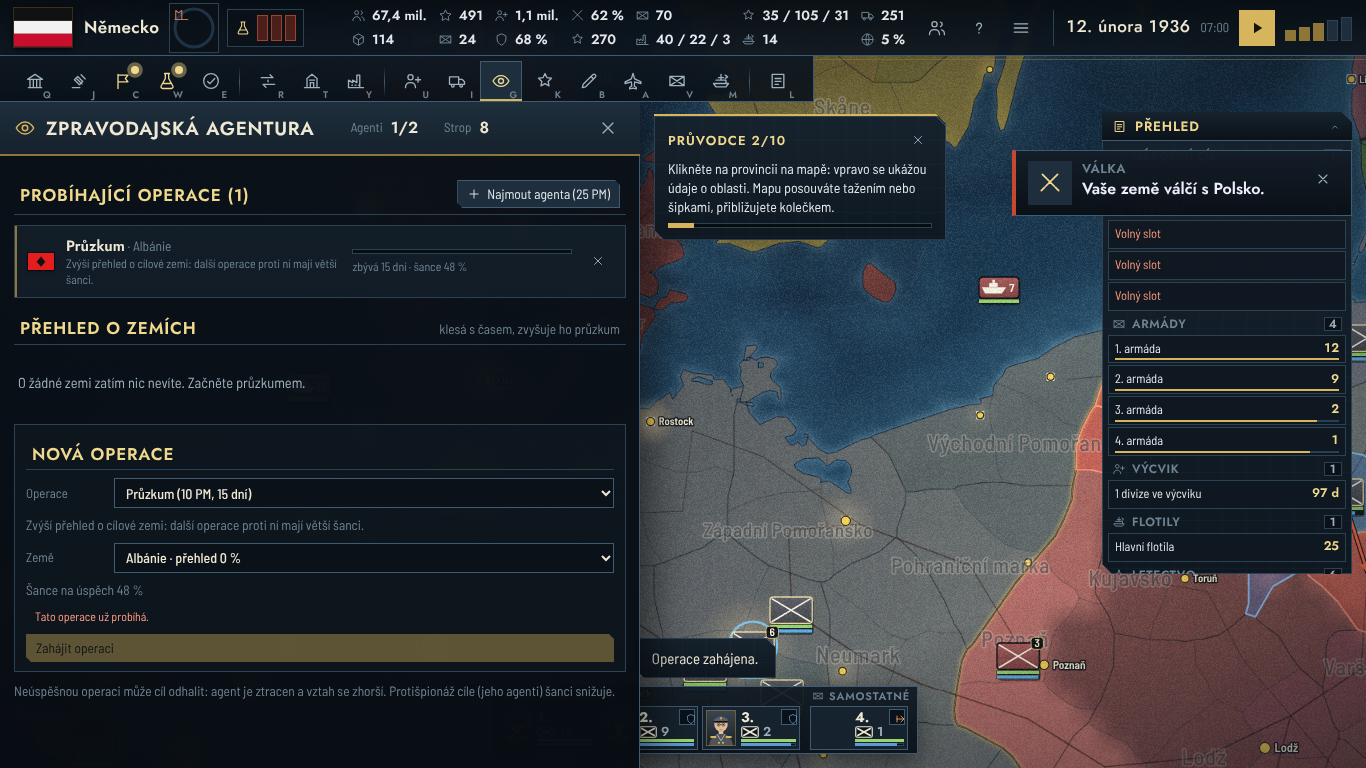 Německo
67,4 mil.
491
1,1 mil.
62 %
70
35 / 105 / 31
251
114
24
68 %
270
40 / 22 / 3
14
5 %
?
12. února 1936
07:00
Q
J
C
W
E
R
T
Y
U
I
G
K
B
A
V
M
L
ZPRAVODAJSKÁ AGENTURA
Agenti 1/2
Strop 8
PROBÍHAJÍCÍ OPERACE (1)
Najmout agenta (25 PM)
Průzkum · Albánie
Zvýší přehled o cílové zemi: další operace proti ní mají větší
šanci.
zbývá 15 dní · šance 48 %
PŘEHLED O ZEMÍCH
klesá s časem, zvyšuje ho průzkum
O žádné zemi zatím nic nevíte. Začněte průzkumem.
NOVÁ OPERACE
Operace
Průzkum (10 PM, 15 dní)
Zvýší přehled o cílové zemi: další operace proti ní mají větší šanci.
Země
Albánie · přehled 0 %
Šance na úspěch 48 %
Tato operace už probíhá.
Zahájit operaci
Neúspěšnou operaci může cíl odhalit: agent je ztracen a vztah se zhorší. Protišpionáž cíle (jeho agenti) šanci snižuje.
Skåne
PRŮVODCE 2/10
Klikněte na provincii na mapě: vpravo se ukážou
údaje o oblasti. Mapu posouváte tažením nebo
šipkami, přibližujete kolečkem.
PŘEHLED
VÁLKA
Vaše země válčí s Polsko.
Volný slot
Volný slot
Volný slot
ARMÁDY
4
1. armáda
12
2. armáda
9
3. armáda
2
4. armáda
1
VÝCVIK
1
1 divize ve výcviku
97 d
FLOTILY
1
Hlavní flotila
25
7
Rostock
Východní Pomořan
Západní Pomořansko
Pohraniční marka
Kujavsko
Toruň
Poznaň
3
Poznaň
6
Neumark
Varš
Lodž
Lodž
Operace zahájena.
SAMOSTATNÉ
2.
9
3.
2
4.
1